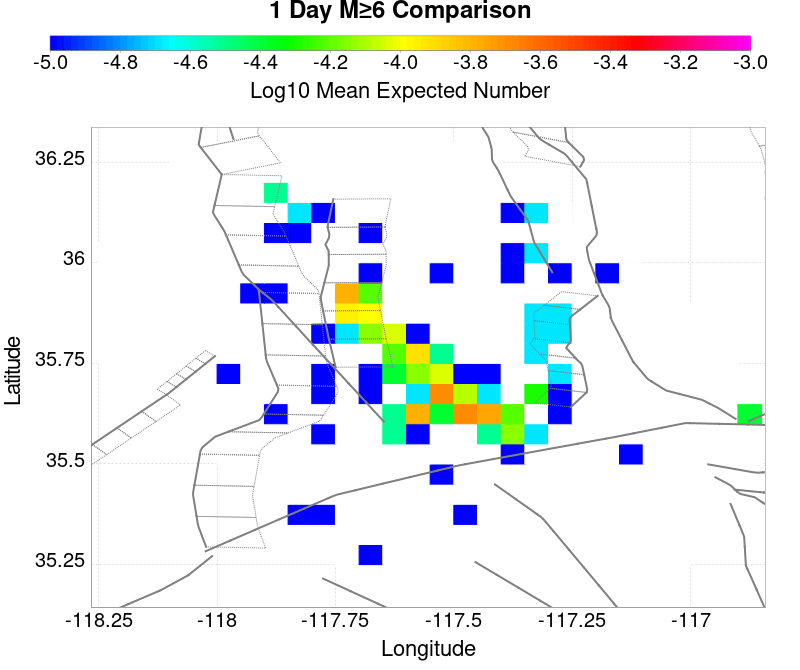 1 Day M≥6 Comparison
-5.0 -4.8 -4.6 -4.4 -4.2 -4.0 -3.8 -3.6 -3.4 -3.2 -3.0
Log10 Mean Expected Number
36.25
36
35.75
35.5
35.25
Latitude
-118.25 -118 -117.75 -117.5 -117.25 -117
Longitude